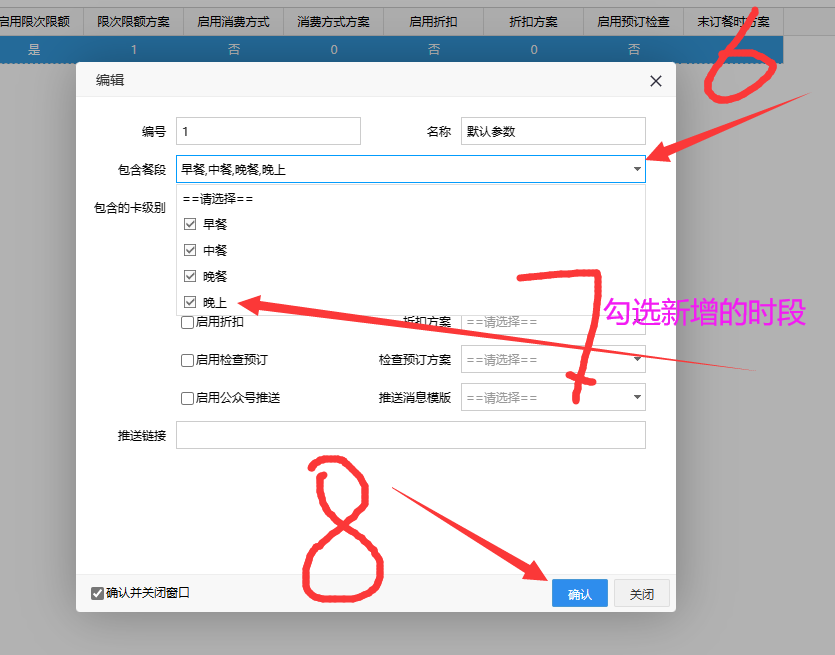 启用限次限额 限次限额方案 启用消费方式 消费方式方案 启用折扣 折扣方案 启用预订检查 未订餐时方案
是 1 否 0 否 0 否
6
编辑
编号 1 名称 默认参数
包含餐段 早餐,中餐,晚餐,晚上
包含的卡级别 ==请选择==
早餐
中餐
晚餐
晚上
7
勾选新增的时段
启用折扣 折扣方案 ==请选择==
启用检查预订 检查预订方案 ==请选择==
启用公众号推送 推送消息模版 ==请选择==
推送链接
8
确认并关闭窗口 确认 关闭